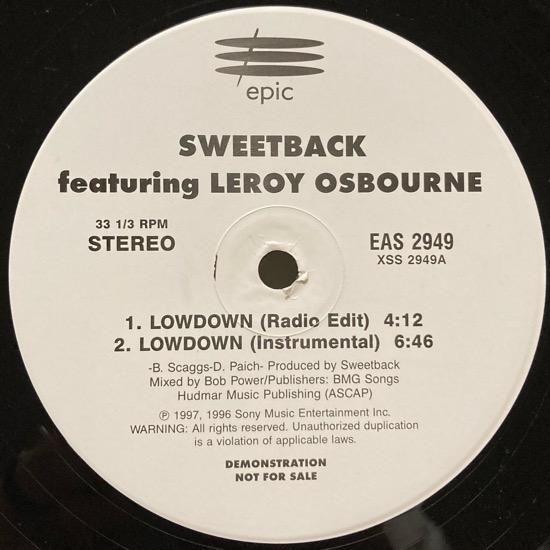 epic
SWEETBACK
featuring LEROY OSBOURNE
33 1/3 RPM
STEREO
EAS 2949
XSS 2949A
1. LOWDOWN (Radio Edit) 4:12
2. LOWDOWN (Instrumental) 6:46
-B. Scaggs-D. Paich- Produced by Sweetback
Mixed by Bob Power/Publishers: BMG Songs
Hudmar Music Publishing (ASCAP)
℗ 1997, 1996 Sony Music Entertainment Inc.
WARNING: All rights reserved. Unauthorized duplication
is a violation of applicable laws.
DEMONSTRATION
NOT FOR SALE